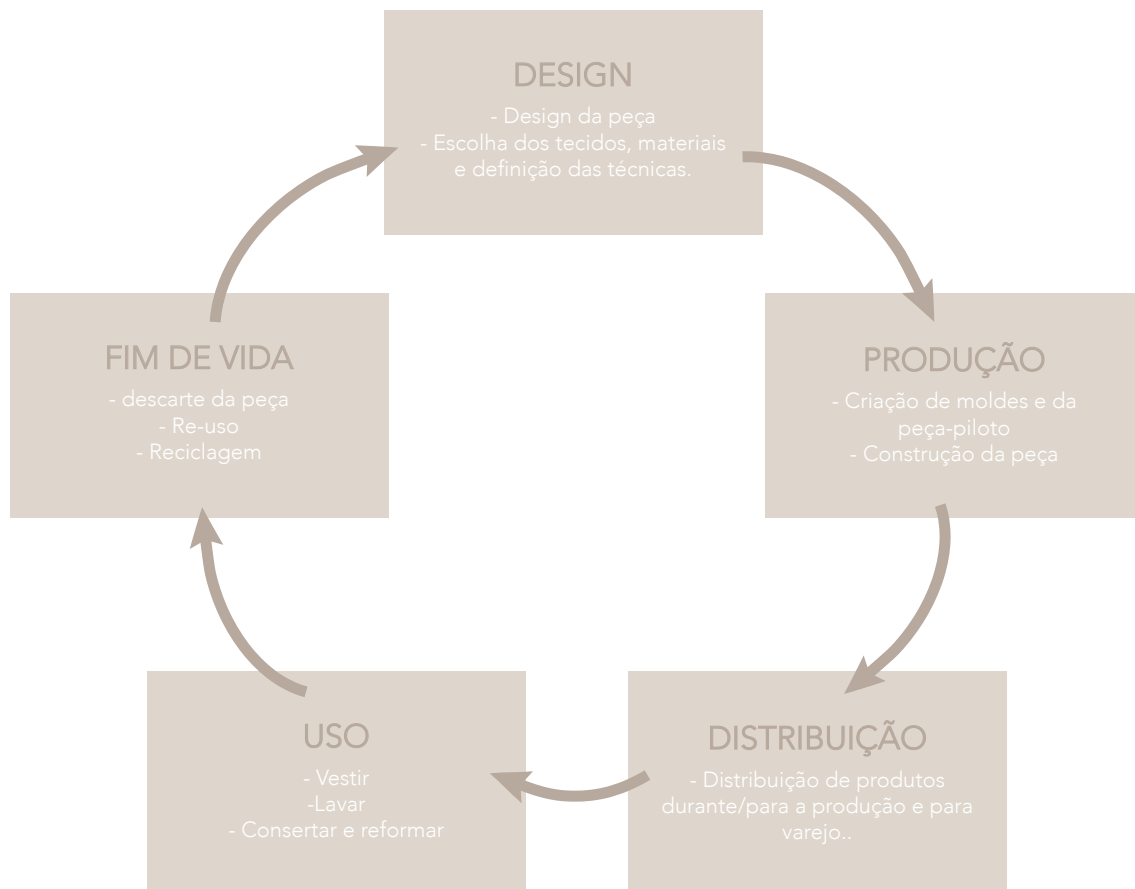 DESIGN
- Design da peça
- Escolha dos tecidos, materiais
e definição das técnicas.
PRODUÇÃO
- Criação de moldes e da
peça-piloto
- Construção da peça
DISTRIBUIÇÃO
- Distribuição de produtos
durante/para a produção e para
varejo..
USO
- Vestir
-Lavar
- Consertar e reformar
FIM DE VIDA
- descarte da peça
- Re-uso
- Reciclagem